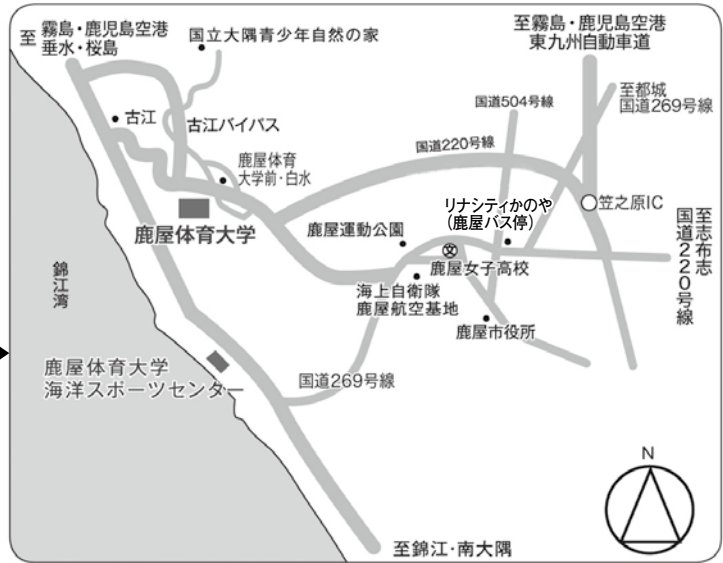 至
霧島・鹿児島空港
垂水・桜島
国立大隅青少年自然の家
至霧島・鹿児島空港
東九州自動車道
至都城
国道269号線
国道504号線
古江
古江バイパス
国道220号線
鹿屋体育
大学前・白水
リナシティかのや
(鹿屋バス停)
笠之原IC
至志布志
国道220号線
鹿屋体育大学
鹿屋運動公園
文
鹿屋女子高校
錦江湾
海上自衛隊
鹿屋航空基地
鹿屋市役所
鹿屋体育大学
海洋スポーツセンター
国道269号線
N
至錦江・南大隅